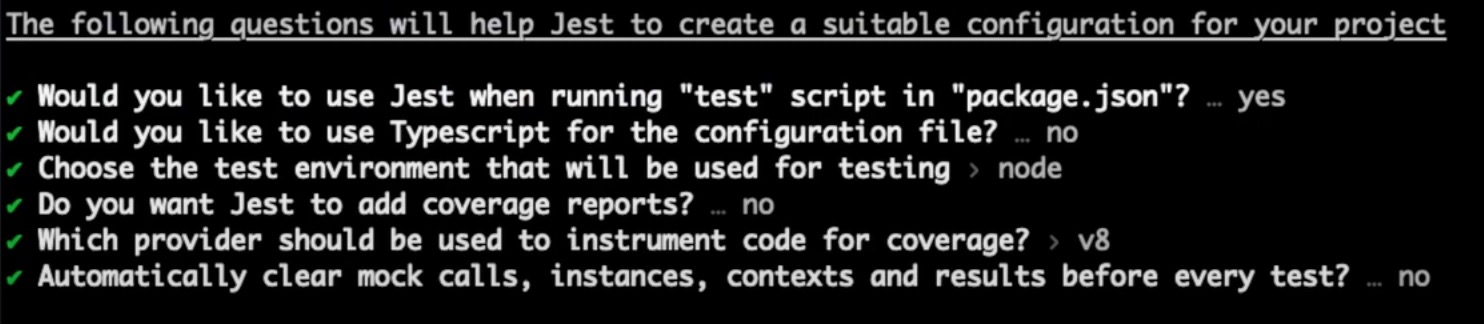 The following questions will help Jest to create a suitable configuration for your project
✔ Would you like to use Jest when running "test" script in "package.json"? … yes
✔ Would you like to use Typescript for the configuration file? … no
✔ Choose the test environment that will be used for testing › node
✔ Do you want Jest to add coverage reports? … no
✔ Which provider should be used to instrument code for coverage? › v8
✔ Automatically clear mock calls, instances, contexts and results before every test? … no